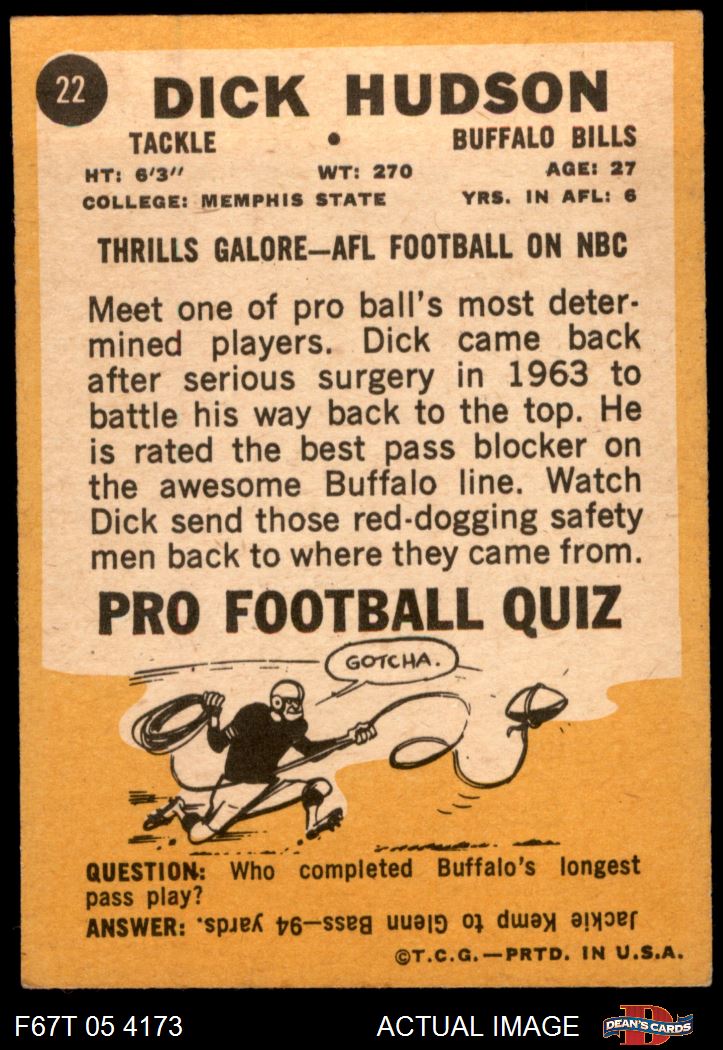 22
DICK HUDSON
TACKLE • BUFFALO BILLS
HT: 6'3" WT: 270 AGE: 27
COLLEGE: MEMPHIS STATE YRS. IN AFL: 6
THRILLS GALORE—AFL FOOTBALL ON NBC
Meet one of pro ball's most deter-
mined players. Dick came back
after serious surgery in 1963 to
battle his way back to the top. He
is rated the best pass blocker on
the awesome Buffalo line. Watch
Dick send those red-dogging safety
men back to where they came from.
PRO FOOTBALL QUIZ
GOTCHA.
QUESTION: Who completed Buffalo's longest
pass play?
ANSWER: Jackie Kemp to Glenn Bass—94 yards.
©T.C.G.—PRTD. IN U.S.A.
F67T 05 4173 ACTUAL IMAGE D DEAN'S CARDS